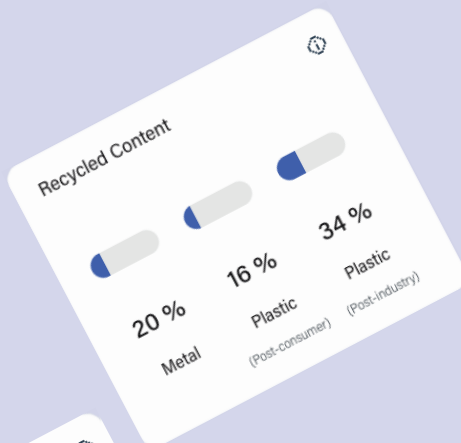 Recycled Content
20 % 16 % 34 %
Metal Plastic Plastic
(Post-consumer) (Post-industry)